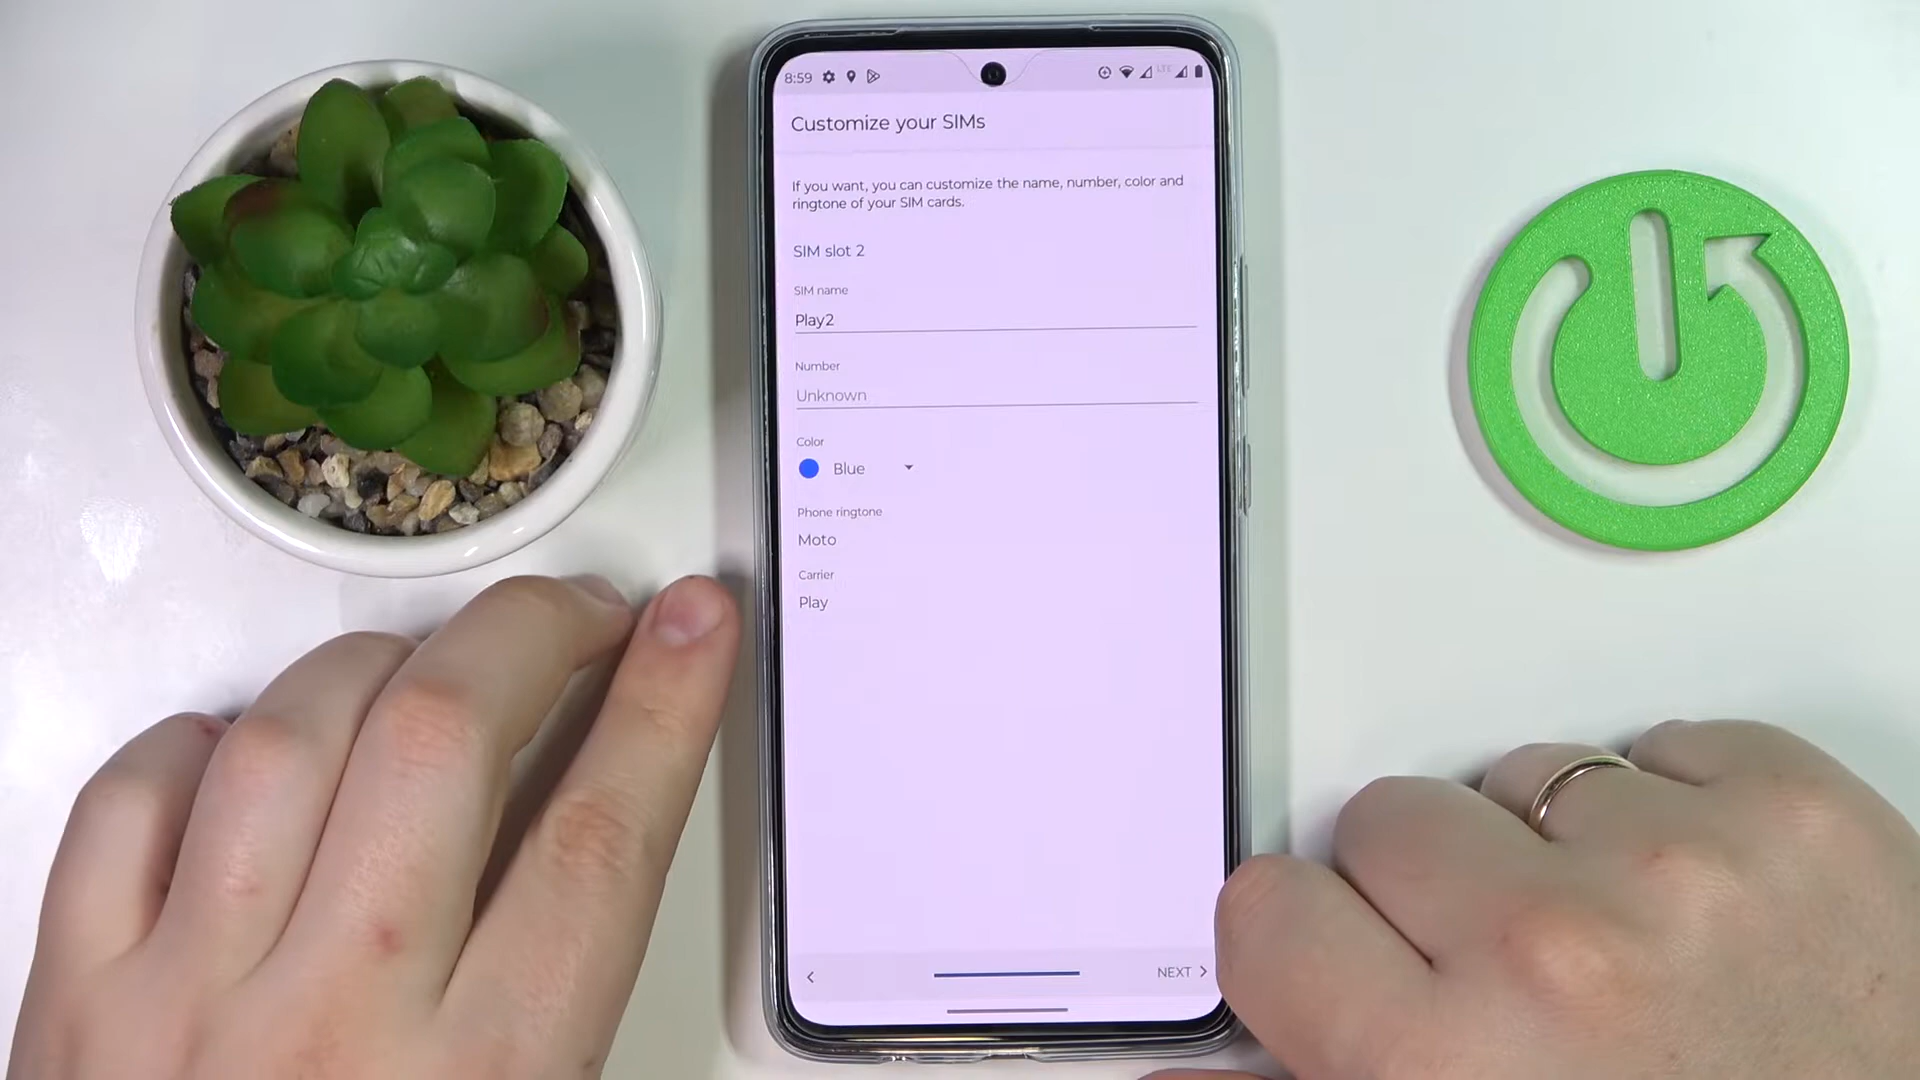 8:59
LTE
Customize your SIMs
If you want, you can customize the name, number, color and
ringtone of your SIM cards.
SIM slot 2
SIM name
Play2
Number
Unknown
Color
Blue
Phone ringtone
Moto
Carrier
Play
NEXT